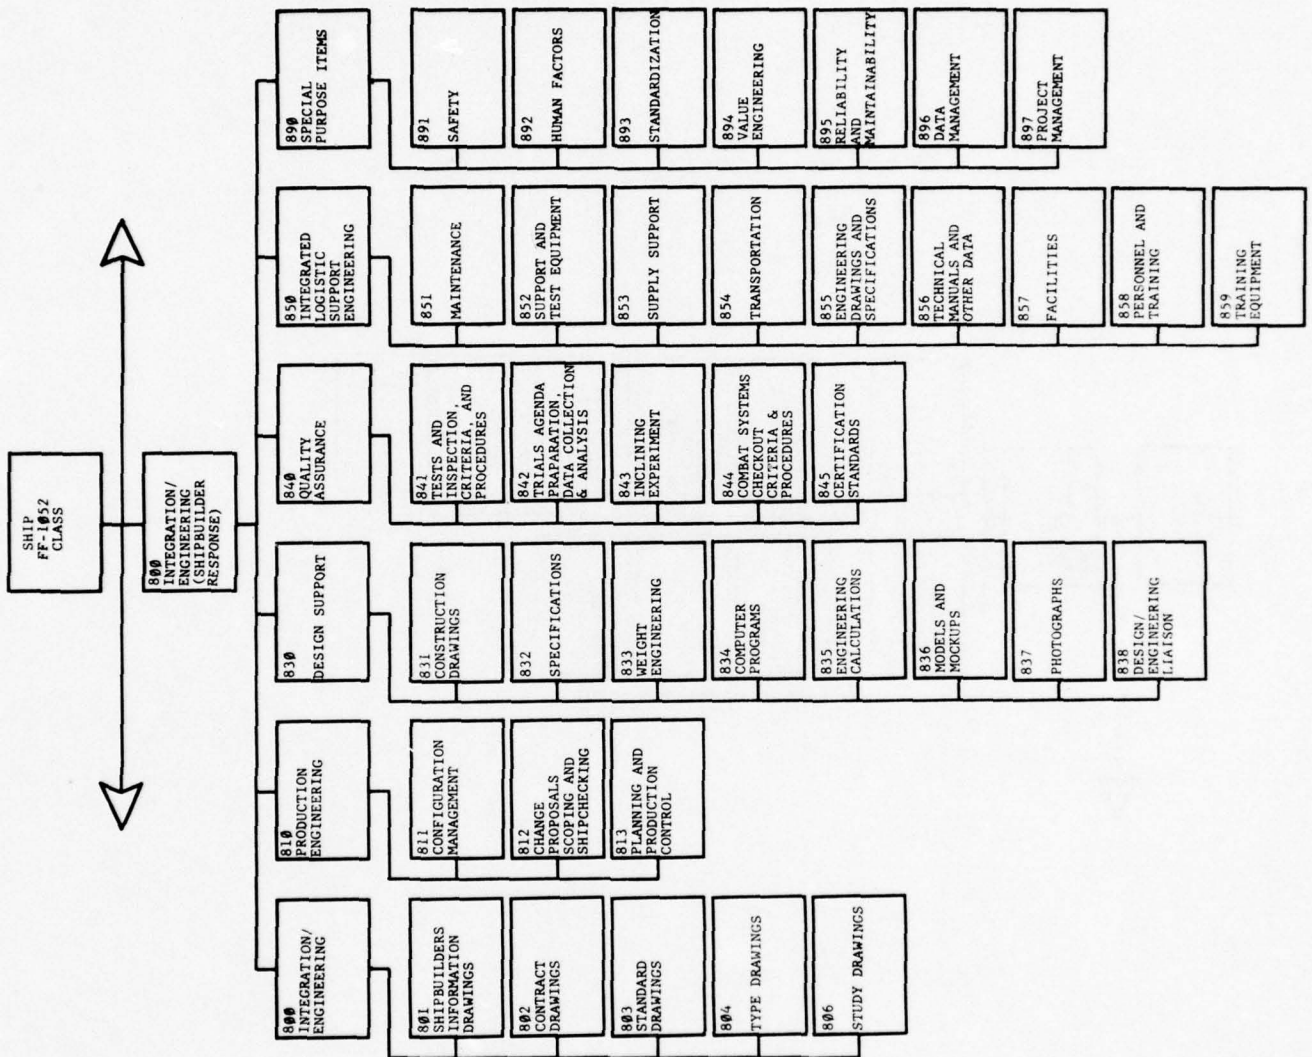 SHIP
FF-1052
CLASS
800
INTEGRATION/
ENGINEERING
(SHIPBUILDER
RESPONSE)
800
INTEGRATION/
ENGINEERING
801
SHIPBUILDERS
INFORMATION
DRAWINGS
802
CONTRACT
DRAWINGS
803
STANDARD
DRAWINGS
804
TYPE DRAWINGS
806
STUDY DRAWINGS
810
PRODUCTION
ENGINEERING
811
CONFIGURATION
MANAGEMENT
812
CHANGE
PROPOSALS
SCOPING AND
SHIPCHECKING
813
PLANNING AND
PRODUCTION
CONTROL
830
DESIGN SUPPORT
831
CONSTRUCTION
DRAWINGS
832
SPECIFICATIONS
833
WEIGHT
ENGINEERING
834
COMPUTER
PROGRAMS
835
ENGINEERING
CALCULATIONS
836
MODELS AND
MOCKUPS
837
PHOTOGRAPHS
838
DESIGN/
ENGINEERING
LIAISON
840
QUALITY
ASSURANCE
841
TESTS AND
INSPECTION,
CRITERIA, AND
PROCEDURES
842
TRIALS AGENDA
PRAPARATION,
DATA COLLECTION
& ANALYSIS
843
INCLINING
EXPERIMENT
844
COMBAT SYSTEMS
CHECKOUT
CRITERIA &
PROCEDURES
845
CERTIFICATION
STANDARDS
850
INTEGRATED
LOGISTIC
SUPPORT
ENGINEERING
851
MAINTENANCE
852
SUPPORT AND
TEST EQUIPMENT
853
SUPPLY SUPPORT
854
TRANSPORTATION
855
ENGINEERING
DRAWINGS AND
SPECIFICATIONS
856
TECHNICAL
MANUALS AND
OTHER DATA
857
FACILITIES
858
PERSONNEL AND
TRAINING
859
TRAINING
EQUIPMENT
890
SPECIAL
PURPOSE ITEMS
891
SAFETY
892
HUMAN FACTORS
893
STANDARDIZATION
894
VALUE
ENGINEERING
895
RELIABILITY
AND
MAINTAINABILITY
896
DATA
MANAGEMENT
897
PROJECT
MANAGEMENT